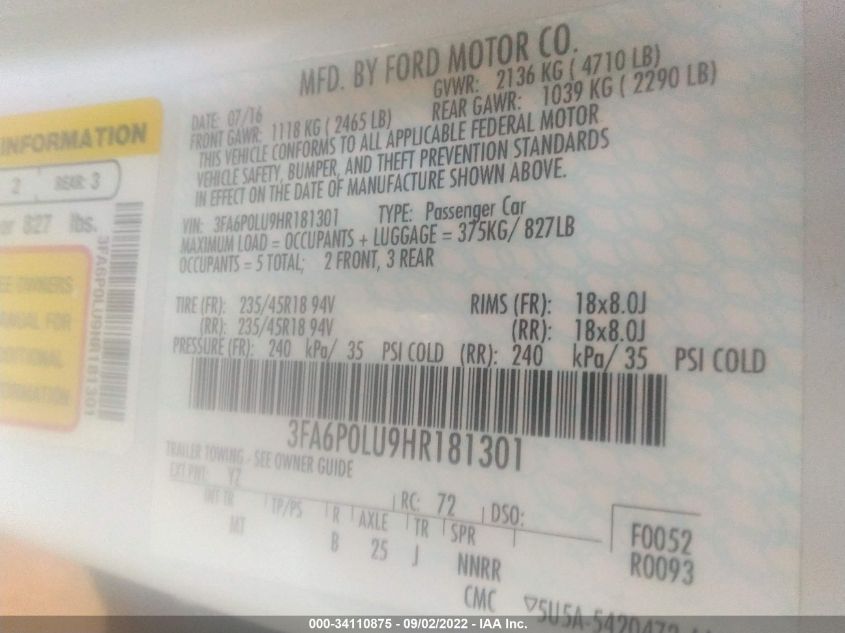 MFD. BY FORD MOTOR CO.
DATE: 07/16 GVWR: 2136 KG ( 4710 LB)
FRONT GAWR: 1118 KG ( 2465 LB) REAR GAWR: 1039 KG ( 2290 LB)
THIS VEHICLE CONFORMS TO ALL APPLICABLE FEDERAL MOTOR
VEHICLE SAFETY, BUMPER, AND THEFT PREVENTION STANDARDS
IN EFFECT ON THE DATE OF MANUFACTURE SHOWN ABOVE.
VIN: 3FA6P0LU9HR181301 TYPE: Passenger Car
MAXIMUM LOAD = OCCUPANTS + LUGGAGE = 375KG/ 827LB
OCCUPANTS = 5 TOTAL; 2 FRONT, 3 REAR
TIRE (FR): 235/45R18 94V RIMS (FR): 18x8.0J
(RR): 235/45R18 94V (RR): 18x8.0J
PRESSURE (FR): 240 kPa/ 35 PSI COLD (RR): 240 kPa/ 35 PSI COLD
3FA6P0LU9HR181301
TRAILER TOWING - SEE OWNER GUIDE
EXT PNT: YZ RC: 72 DSO:
INT TR TP/PS R AXLE TR SPR
MT B 25 J NNRR
CMC
F0052
R0093
INFORMATION
2 REAR: 3
827 lbs.
3FA6P0LU9HR181301
OWNERS
FOR
000-34110875 - 09/02/2022 - IAA Inc.